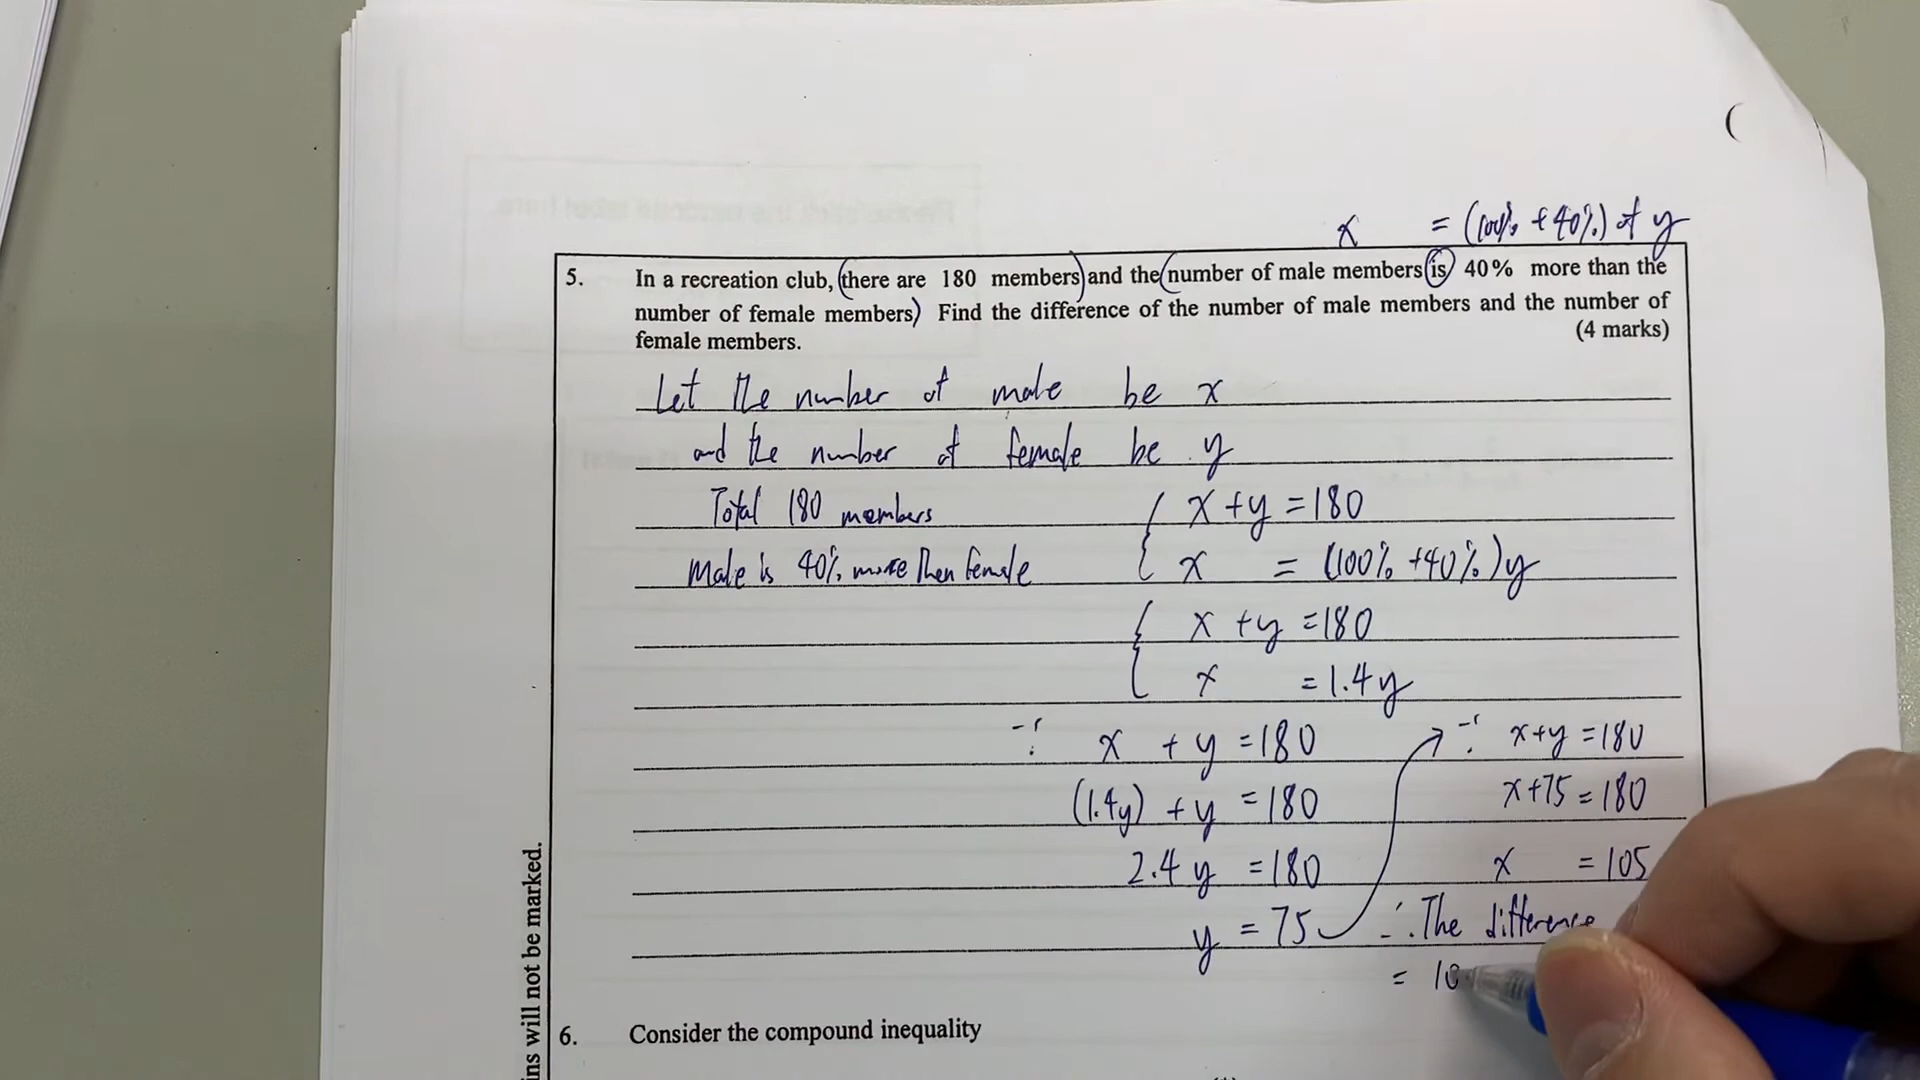 x = (100% + 40%) of y
5. In a recreation club, there are 180 members and the number of male members is 40% more than the
number of female members. Find the difference of the number of male members and the number of
female members. (4 marks)
Let the number of male be x
and the number of female be y
Total 180 members
x + y = 180
Male is 40% more then female
x = (100% + 40%) y
x + y = 180
x = 1.4y
∵ x + y = 180
(1.4y) + y = 180
2.4y = 180
y = 75
∵ x + y = 180
x + 75 = 180
x = 105
∴ The difference
= 10
6. Consider the compound inequality
ins will not be marked.